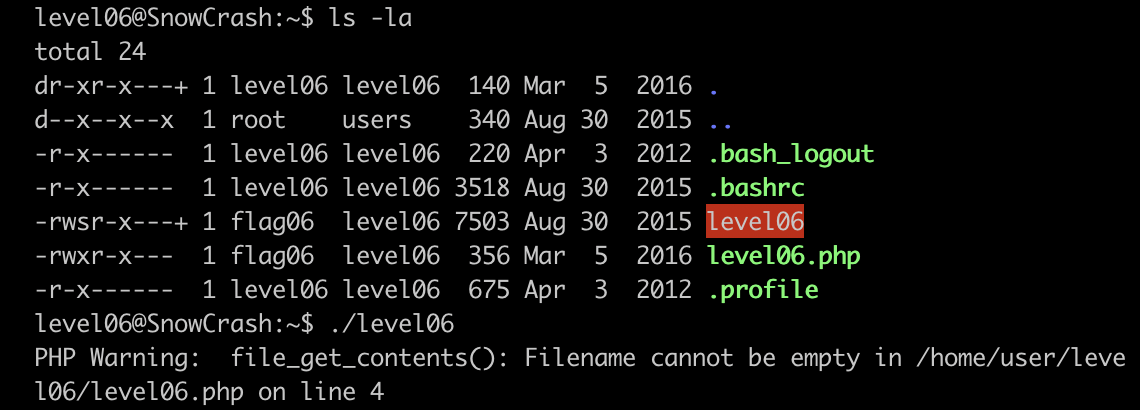 level06@SnowCrash:~$ ls -la
total 24
dr-xr-x---+ 1 level06 level06  140 Mar  5  2016 .
d--x--x--x  1 root    users    340 Aug 30  2015 ..
-r-x------  1 level06 level06  220 Apr  3  2012 .bash_logout
-r-x------  1 level06 level06 3518 Aug 30  2015 .bashrc
-rwsr-x---+ 1 flag06  level06 7503 Aug 30  2015 level06
-rwxr-x---  1 flag06  level06  356 Mar  5  2016 level06.php
-r-x------  1 level06 level06  675 Apr  3  2012 .profile
level06@SnowCrash:~$ ./level06
PHP Warning:  file_get_contents(): Filename cannot be empty in /home/user/leve
l06/level06.php on line 4